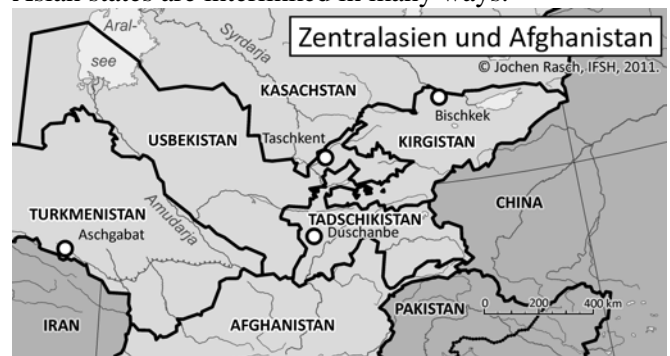 Asian states are intermixed in many ways.
Zentralasien und Afghanistan
© Jochen Rasch, IFSH, 2011.
Aral-
see
Syrdarja
KASACHSTAN
Bischkek
Taschkent
USBEKISTAN
KIRGISTAN
CHINA
TURKMENISTAN
Amudarja
TADSCHIKISTAN
Aschgabat
Duschanbe
PAKISTAN
0 200 400 km
IRAN
AFGHANISTAN